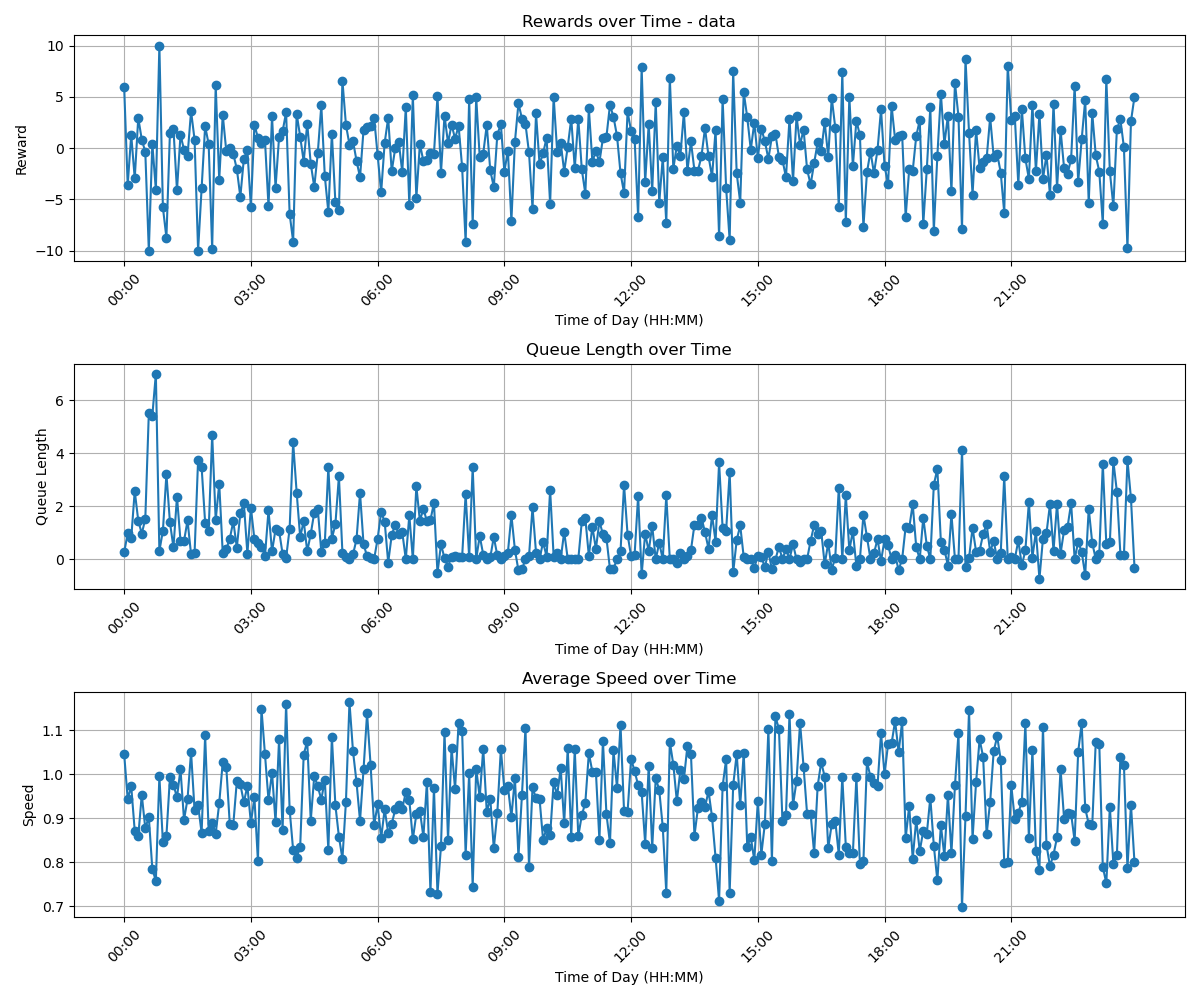 Rewards over Time - data
Reward
10
5
0
−5
−10
00:00 03:00 06:00 09:00 12:00 15:00 18:00 21:00
Time of Day (HH:MM)
Queue Length over Time
Queue Length
6
4
2
0
00:00 03:00 06:00 09:00 12:00 15:00 18:00 21:00
Time of Day (HH:MM)
Average Speed over Time
Speed
1.1
1.0
0.9
0.8
0.7
00:00 03:00 06:00 09:00 12:00 15:00 18:00 21:00
Time of Day (HH:MM)